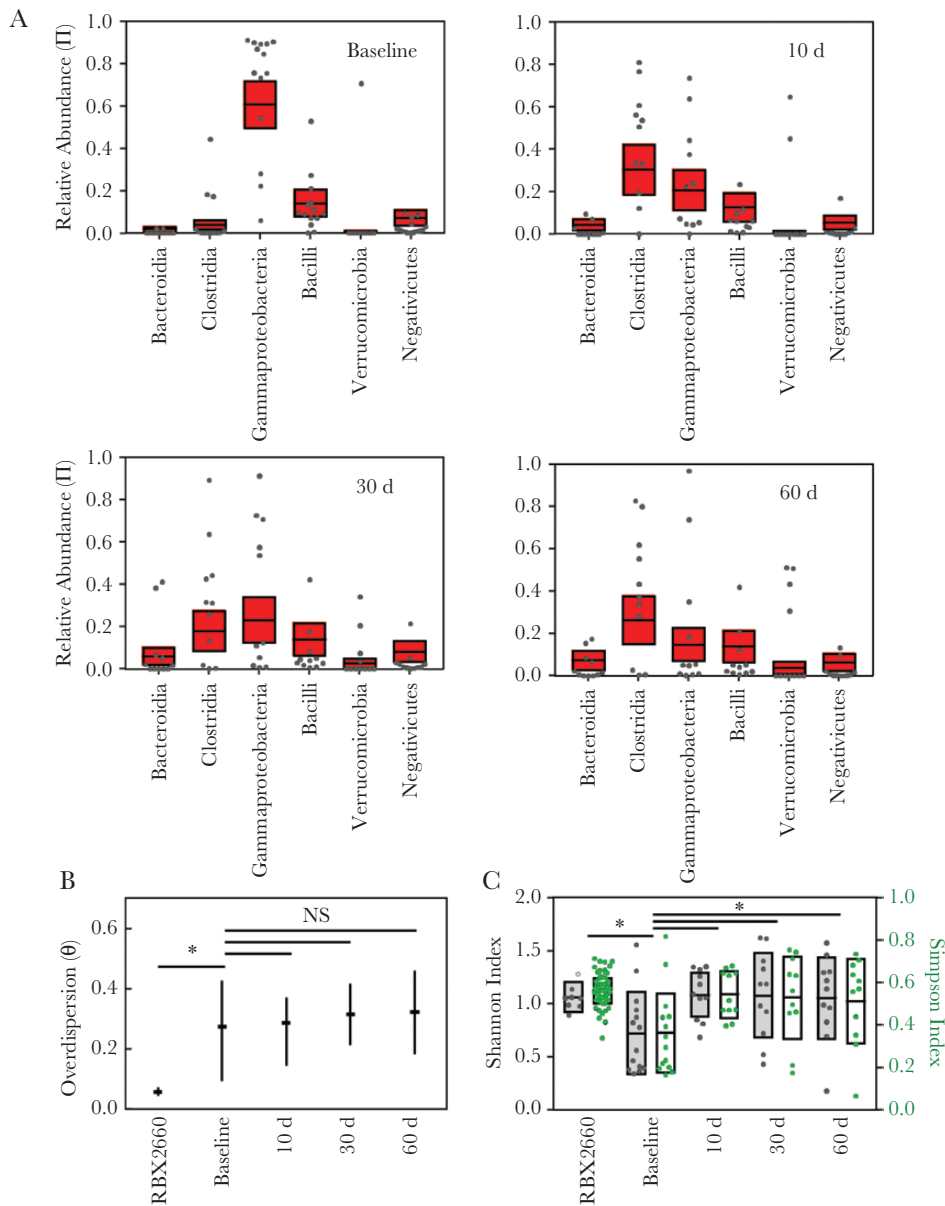 A
Relative Abundance (Π)
1.0
0.8
0.6
0.4
0.2
0.0
Baseline
Bacteroidia
Clostridia
Gammaproteobacteria
Bacilli
Verrucomicrobia
Negativicutes
1.0
0.8
0.6
0.4
0.2
0.0
10 d
Bacteroidia
Clostridia
Gammaproteobacteria
Bacilli
Verrucomicrobia
Negativicutes
Relative Abundance (Π)
1.0
0.8
0.6
0.4
0.2
0.0
30 d
Bacteroidia
Clostridia
Gammaproteobacteria
Bacilli
Verrucomicrobia
Negativicutes
1.0
0.8
0.6
0.4
0.2
0.0
60 d
Bacteroidia
Clostridia
Gammaproteobacteria
Bacilli
Verrucomicrobia
Negativicutes
B
Overdispersion (θ)
0.6
0.4
0.2
0.0
*
NS
RBX2660
Baseline
10 d
30 d
60 d
C
Shannon Index
2.0
1.5
1.0
0.5
0.0
*
*
1.0
0.8
0.6
0.4
0.2
0.0
Simpson Index
RBX2660
Baseline
10 d
30 d
60 d